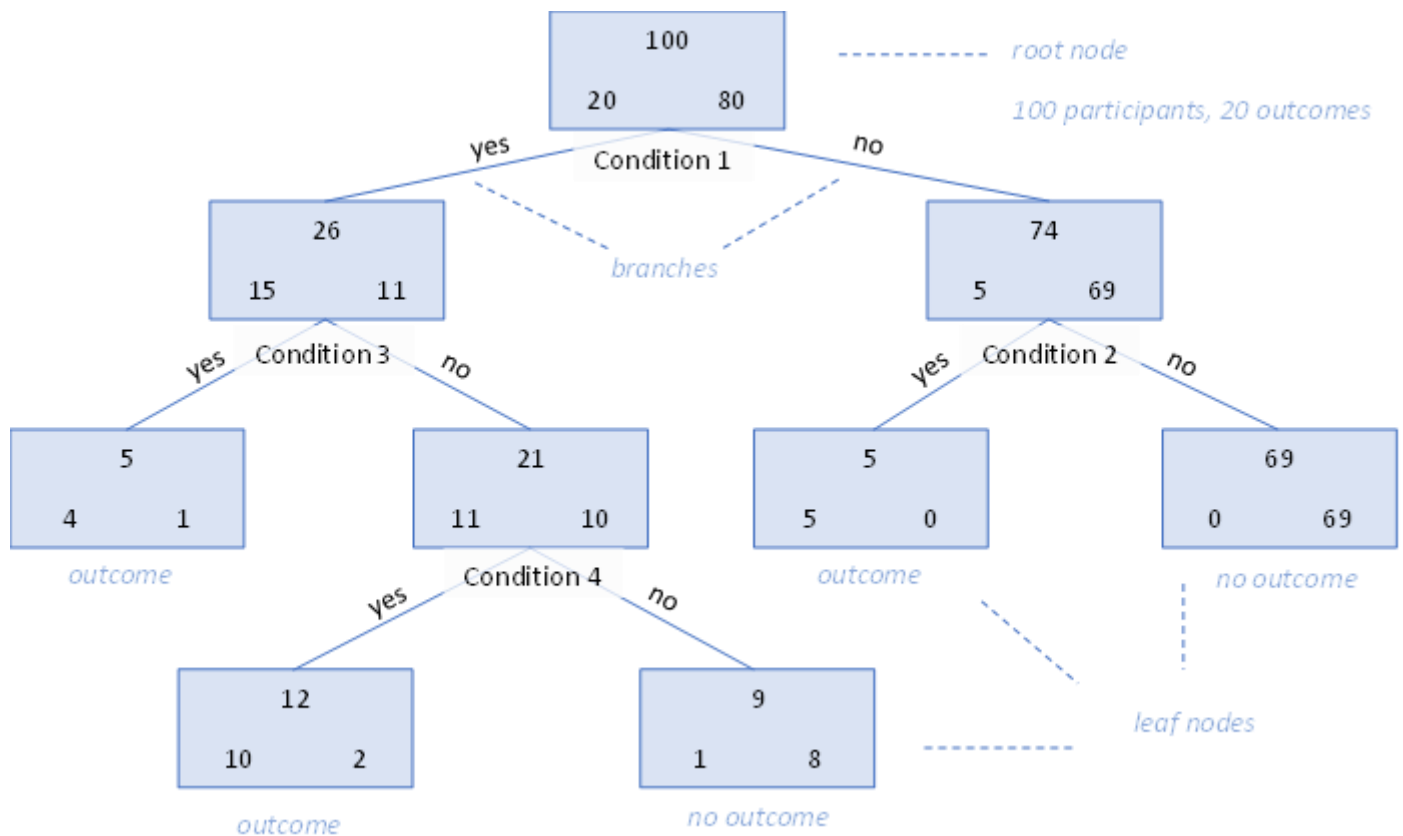 100
root node
20 80
100 participants, 20 outcomes
yes
no
Condition 1
26
74
branches
15 11
5 69
Condition 3
Condition 2
yes
no
yes
no
5
21
5
69
4 1
11 10
5 0
0 69
outcome
Condition 4
outcome
no outcome
yes
no
12
9
leaf nodes
10 2
1 8
outcome
no outcome